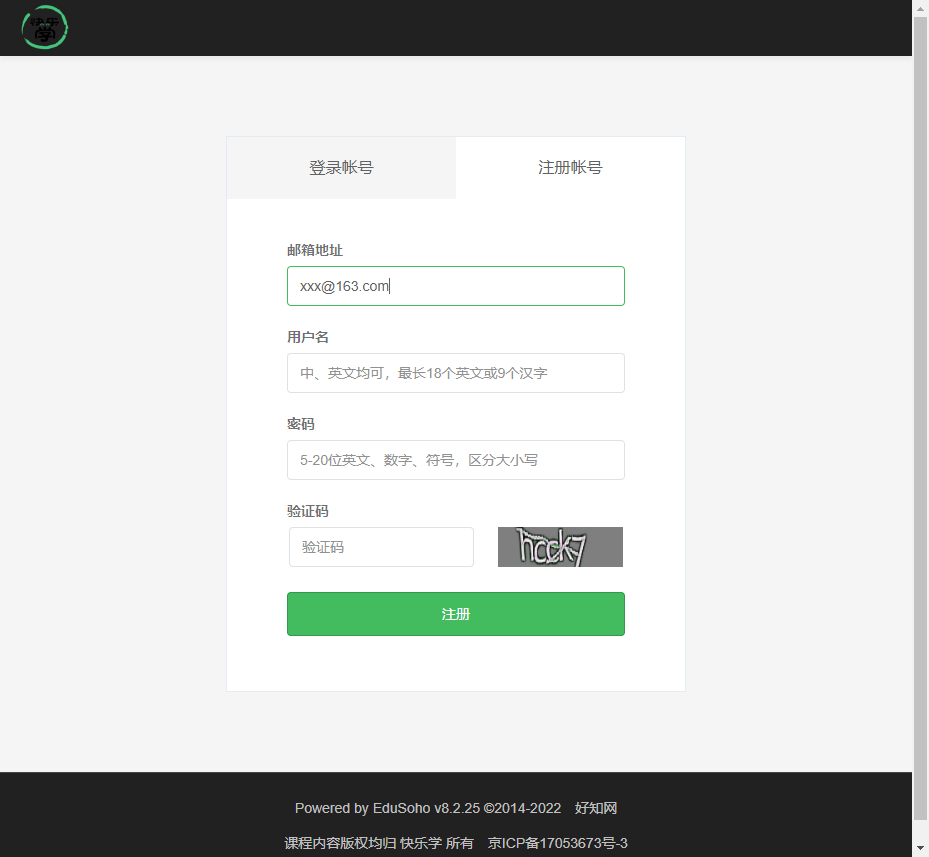 快乐
学
登录帐号
注册帐号
邮箱地址
xxx@163.com
用户名
中、英文均可，最长18个英文或9个汉字
密码
5-20位英文、数字、符号，区分大小写
验证码
验证码
注册
Powered by EduSoho v8.2.25 ©2014-2022 好知网
课程内容版权均归 快乐学 所有 京ICP备17053673号-3